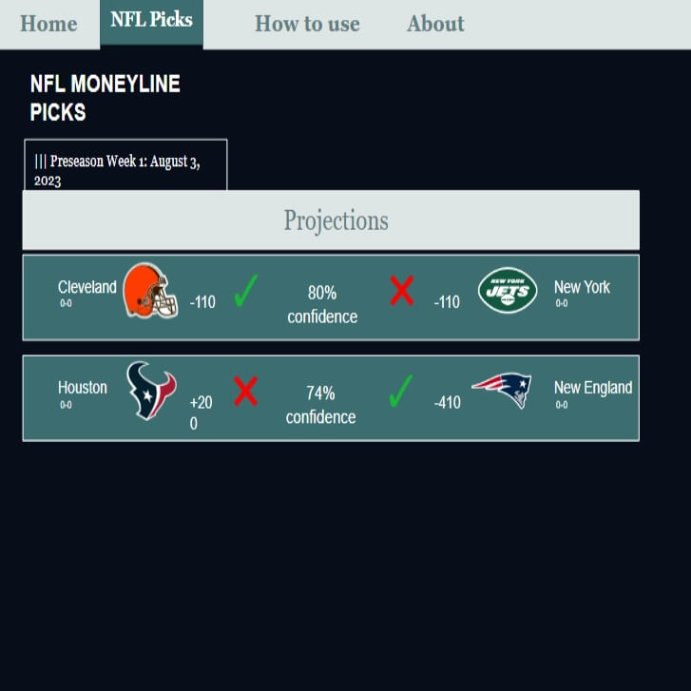 Home NFL Picks How to use About
NFL MONEYLINE
PICKS
||| Preseason Week 1: August 3,
2023
Projections
Cleveland
0-0
-110
80%
confidence
-110
NEW YORK
JETS
New York
0-0
Houston
0-0
+20
0
74%
confidence
-410
New England
0-0